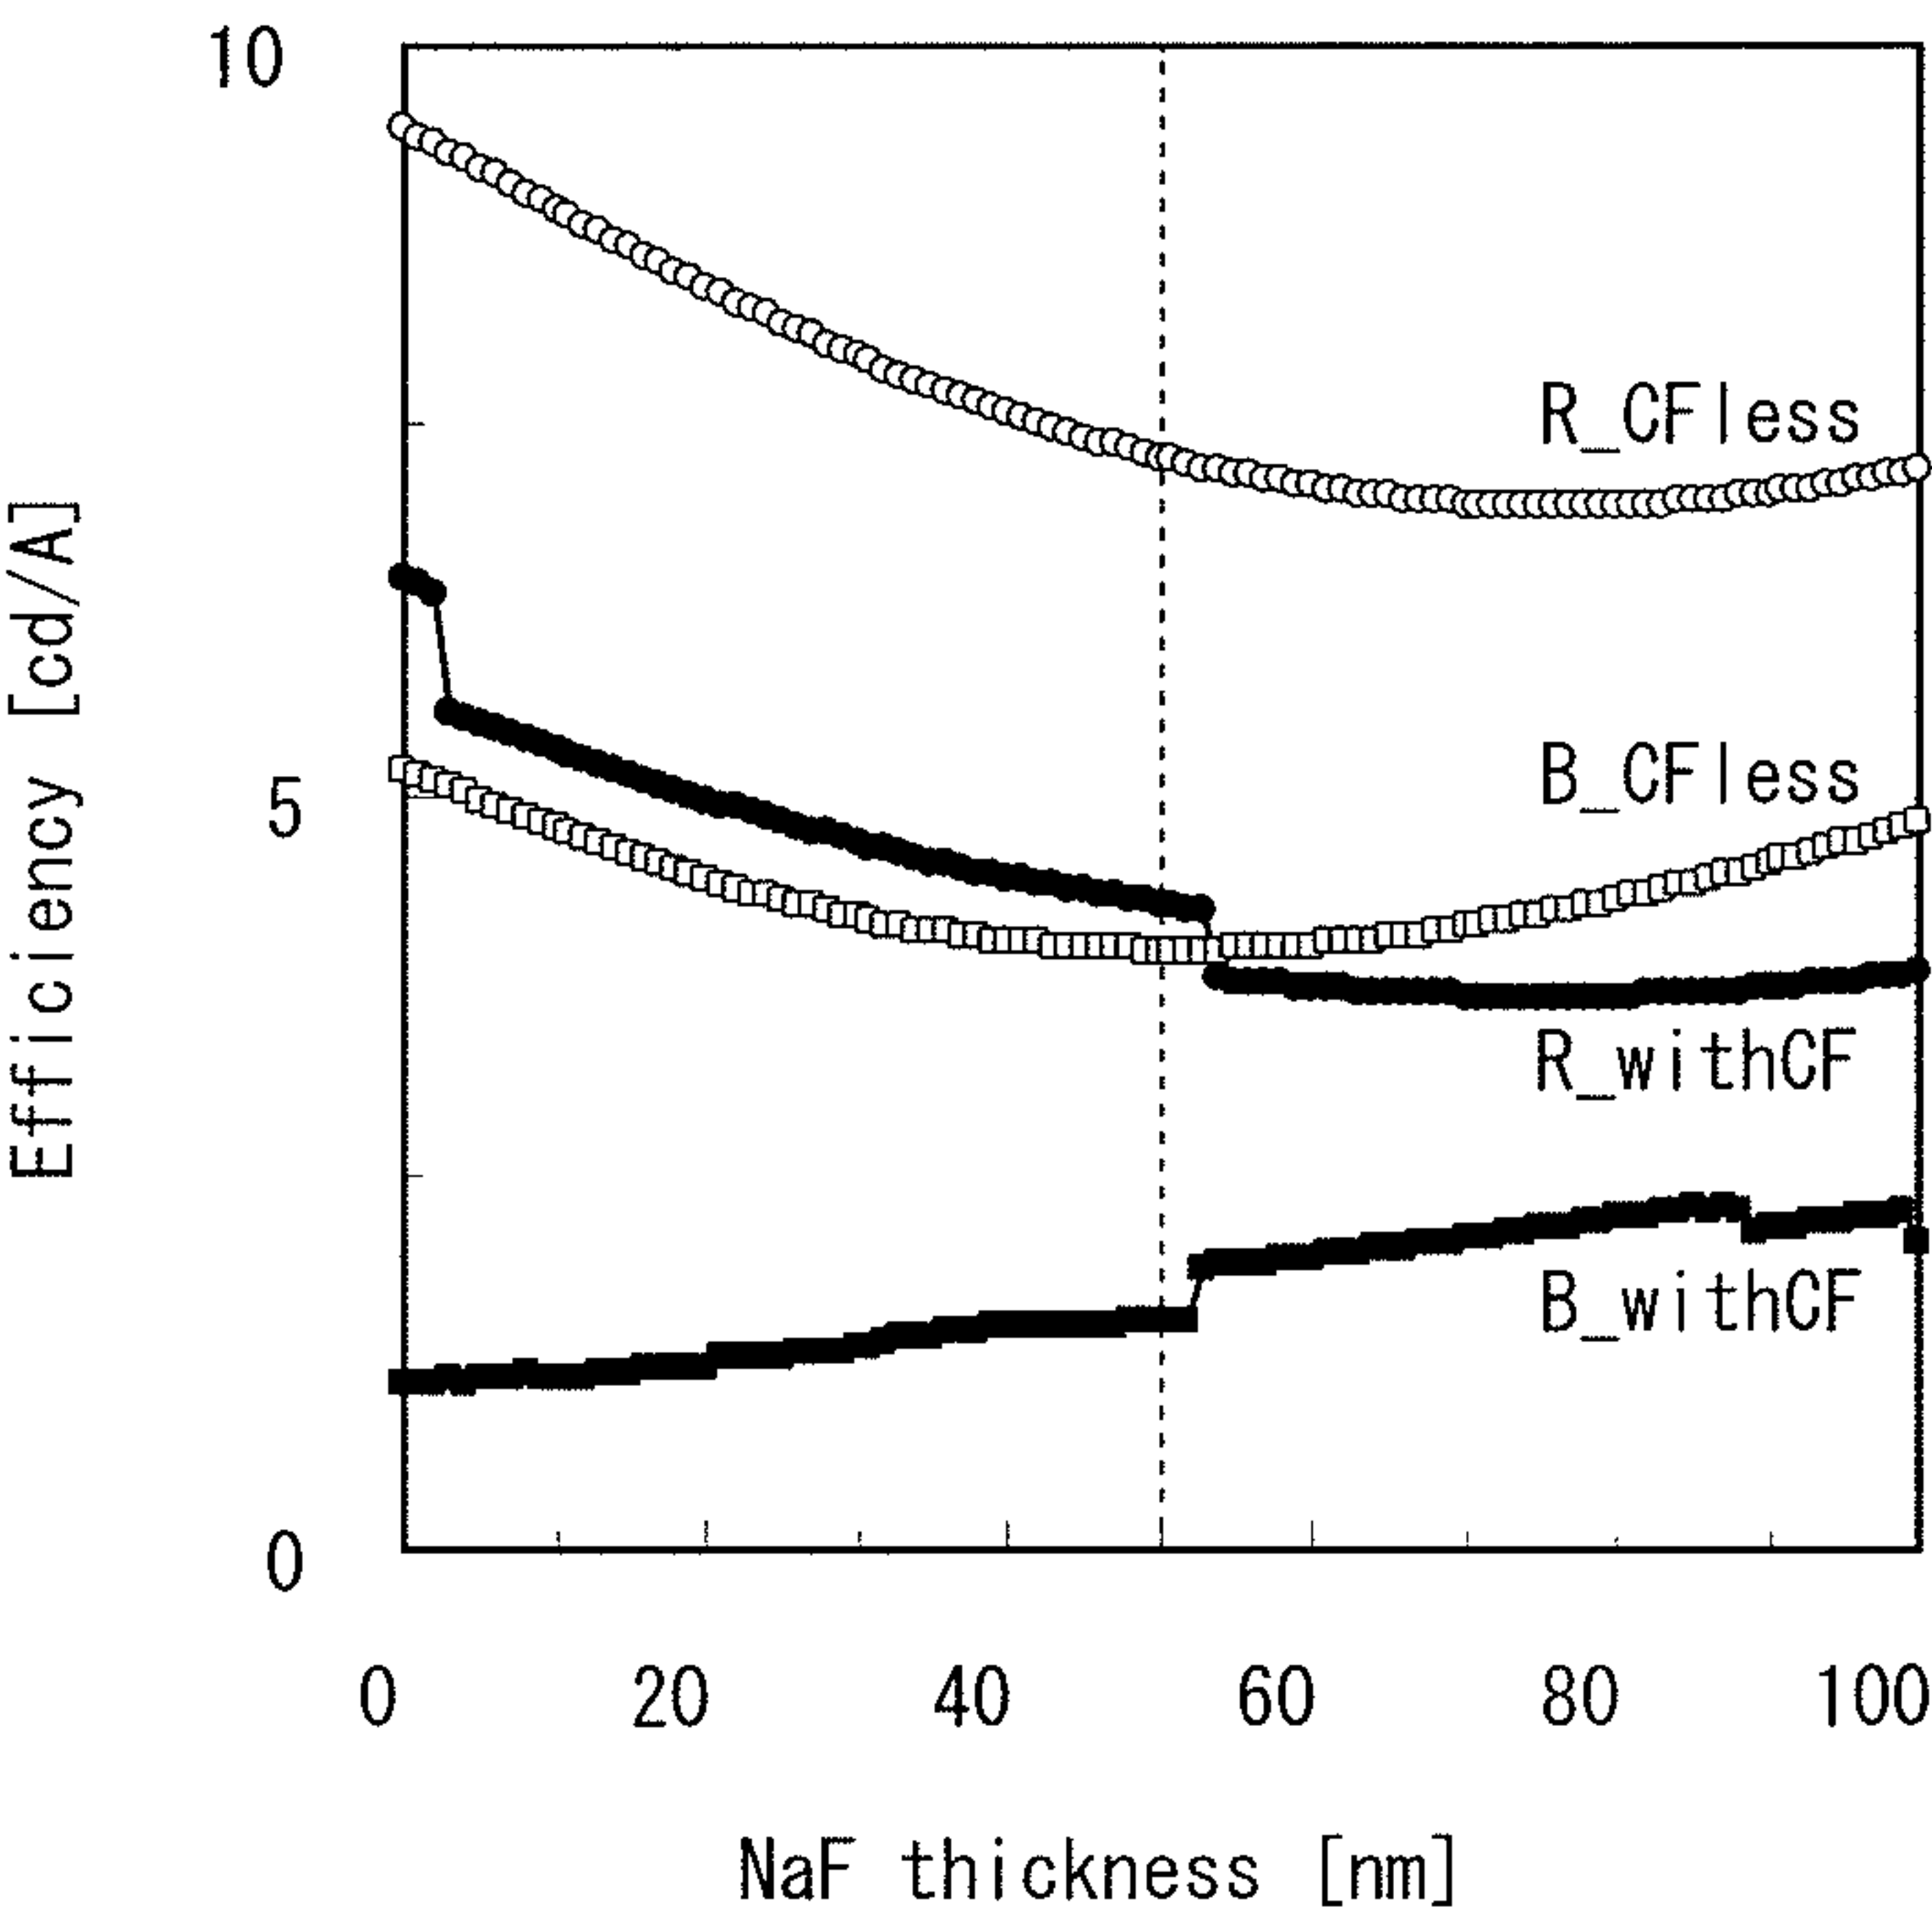 10
R_CFless
Efficiency [cd/A]
B_CFless
5
R_withCF
B_withCF
0
0 20 40 60 80 100
NaF thickness [nm]